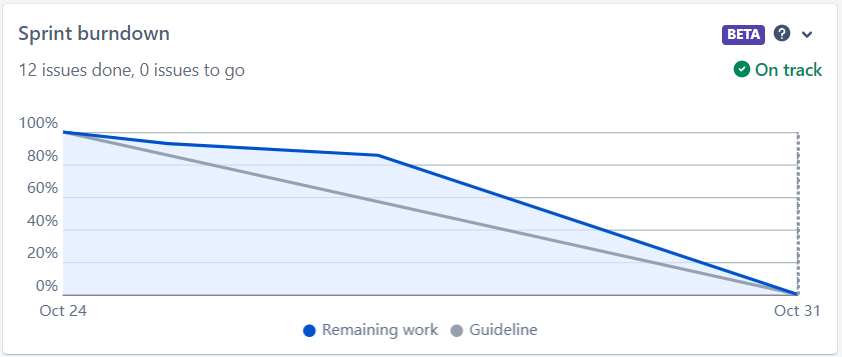 Sprint burndown
BETA ?
12 issues done, 0 issues to go
On track
100%
80%
60%
40%
20%
0%
Oct 24
Oct 31
Remaining work
Guideline